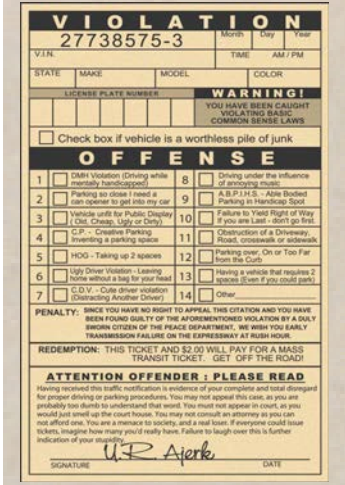 VIOLATION
27738575-3
Month Day Year
V.I.N. TIME AM / PM
STATE MAKE MODEL COLOR
LICENSE PLATE NUMBER
WARNING!
YOU HAVE BEEN CAUGHT
VIOLATING BASIC
COMMON SENSE LAWS
Check box if vehicle is a worthless pile of junk
OFFENSE
1 DMH Violation (Driving while
mentally handicapped)
2 Parking so close I need a
can opener to get into my car
3 Vehicle unfit for Public Display
( Old, Cheap, Ugly or Dirty)
4 C.P. - Creative Parking
Inventing a parking space
5 HOG - Taking up 2 spaces
6 Ugly Driver Violation - Leaving
home without a bag for your head
7 C.D.V. - Cute driver violation
(Distracting Another Driver)
8 Driving under the influence
of annoying music
9 A.B.P.I.H.S. - Able Bodied
Parking in Handicap Spot
10 Failure to Yield Right of Way
If you are Last - don't go first.
11 Obstruction of a Driveway,
Road, crosswalk or sidewalk
12 Parking over, On or Too Far
from the Curb
13 Having a vehicle that requires 2
spaces (Even if you could park)
14 Other
PENALTY: SINCE YOU HAVE NO RIGHT TO APPEAL THIS CITATION AND YOU HAVE
BEEN FOUND GUILTY OF THE AFOREMENTIONED VIOLATION BY A DULY
SWORN CITIZEN OF THE PEACE DEPARTMENT, WE WISH YOU EARLY
TRANSMISSION FAILURE ON THE EXPRESSWAY AT RUSH HOUR.
REDEMPTION: THIS TICKET AND $2.00 WILL PAY FOR A MASS
TRANSIT TICKET. GET OFF THE ROAD!
ATTENTION OFFENDER : PLEASE READ
Having received this traffic notification is evidence of your complete and total disregard
for proper driving or parking procedures. You may not appeal this case, as you are
probably too dumb to understand that word. You must not appear in court, as you
would just smell up the court house. You may not consult an attorney as you can
not afford one. You are a menace to society, and a real loser. If everyone could issue
tickets, imagine how many you'd really have. Failure to laugh over this is further
indication of your stupidity.
U.R. Ajerk
SIGNATURE DATE